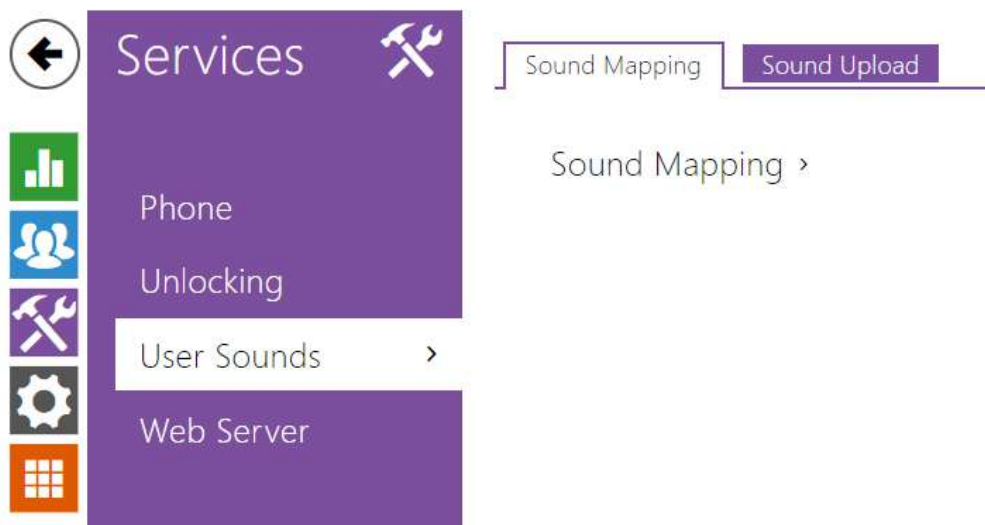 Services
Phone
Unlocking
User Sounds
Web Server
Sound Mapping
Sound Upload
Sound Mapping